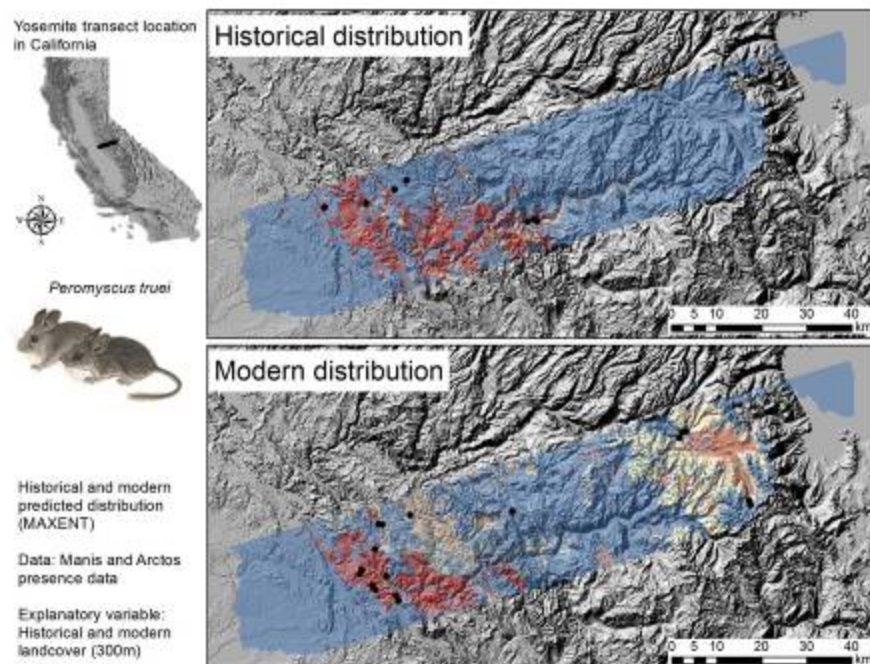 Yosemite transect location
in California
N
W
E
S
Peromyscus truei
Historical and modern
predicted distribution
(MAXENT)
Data: Manis and Arctos
presence data
Explanatory variable:
Historical and modern
landcover (300m)
Historical distribution
0 5 10 20 30 40
km
Modern distribution
0 5 10 20 30 40
km